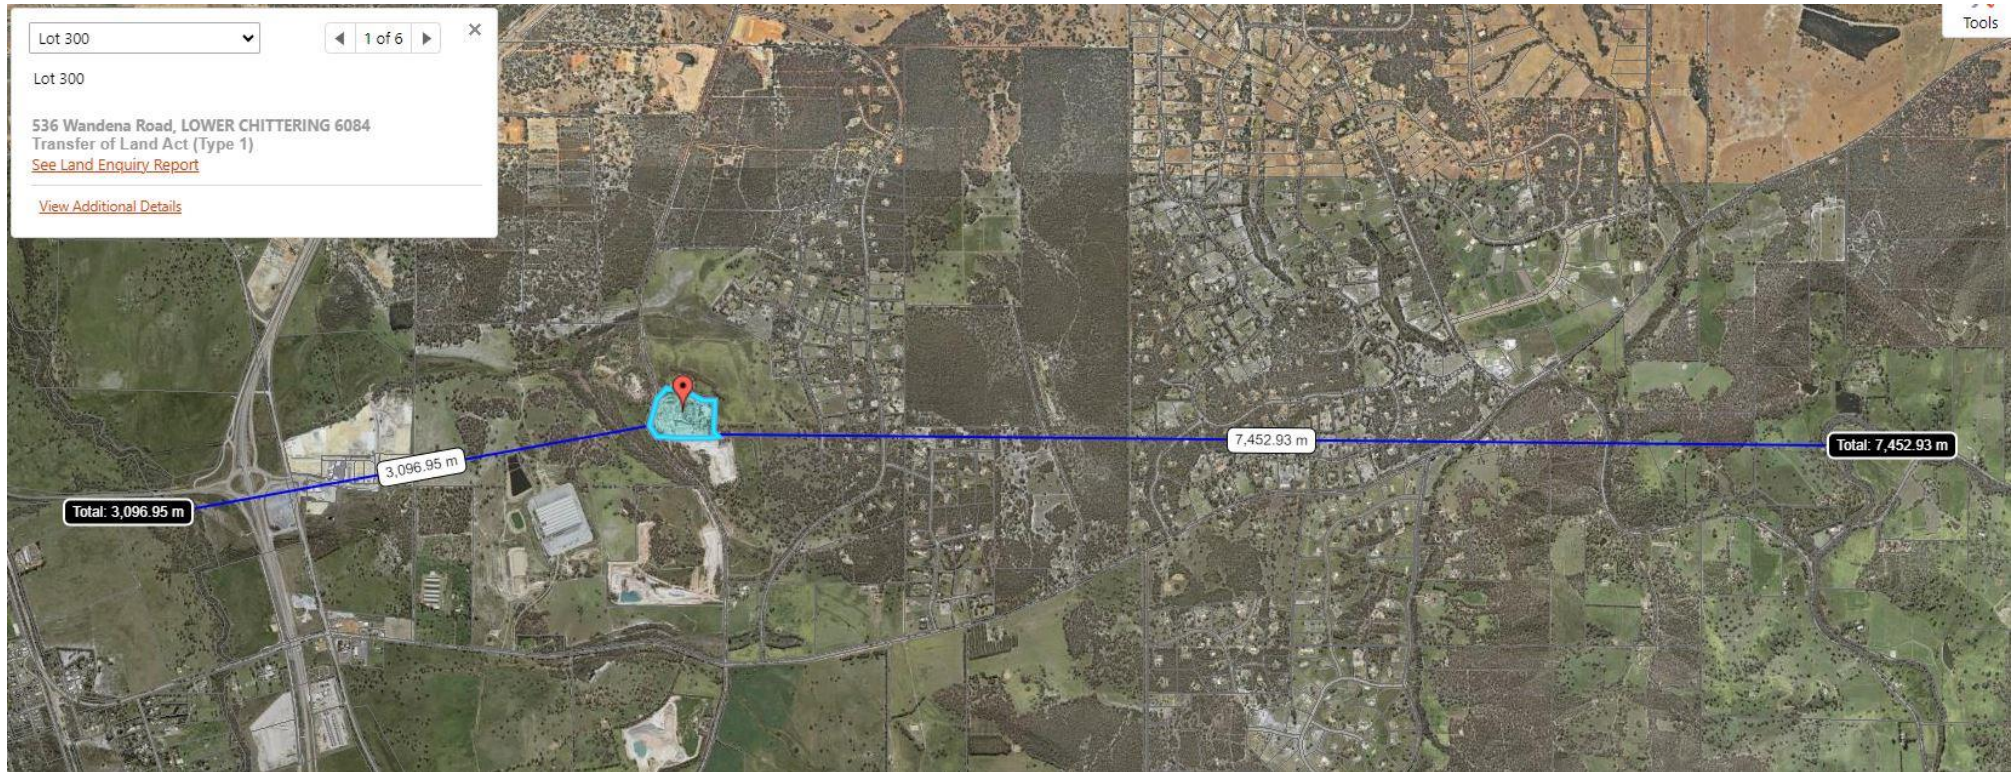 Lot 300
1 of 6
Tools
Lot 300
536 Wandena Road, LOWER CHITTERING 6084
Transfer of Land Act (Type 1)
See Land Enquiry Report
View Additional Details
3,096.95 m
7,452.93 m
Total: 7,452.93 m
Total: 3,096.95 m